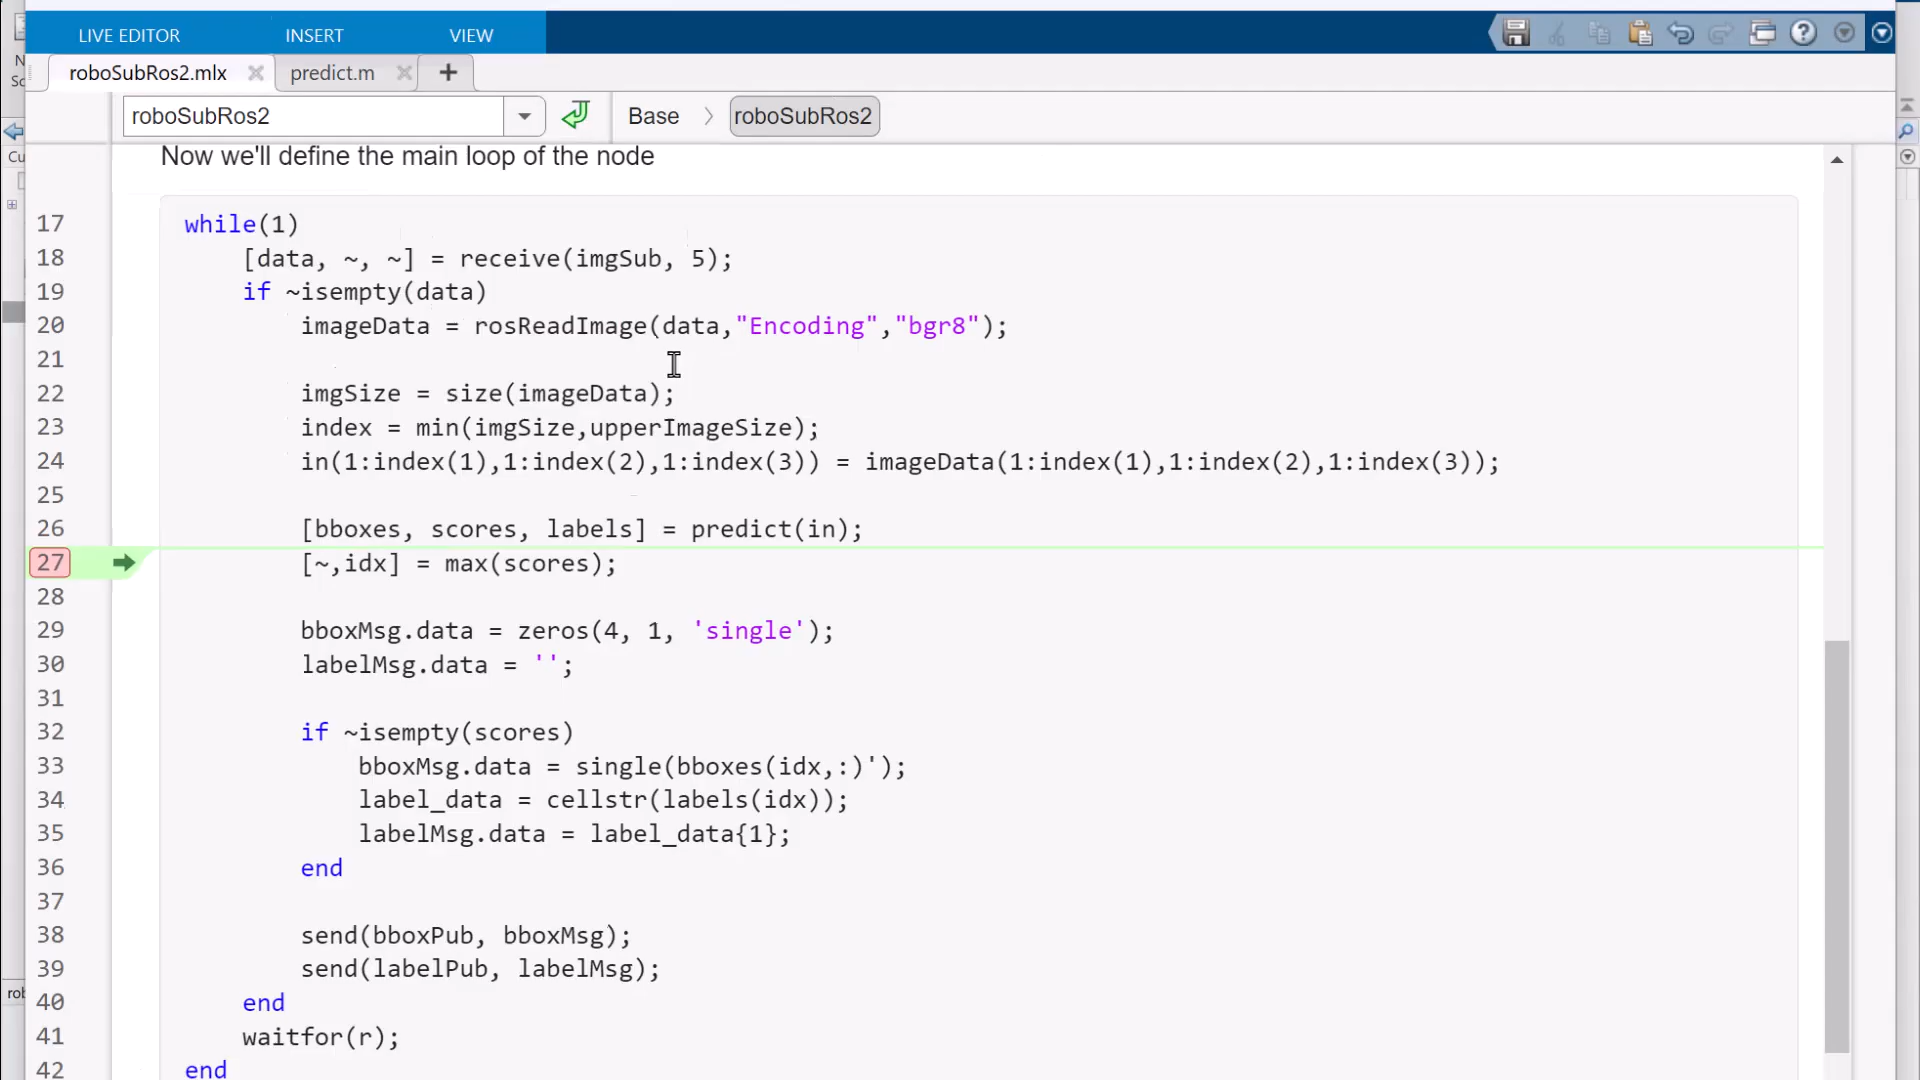 LIVE EDITOR INSERT VIEW
roboSubRos2.mlx predict.m
roboSubRos2 Base roboSubRos2
Now we'll define the main loop of the node
17 while(1)
18 [data, ~, ~] = receive(imgSub, 5);
19 if ~isempty(data)
20 imageData = rosReadImage(data,"Encoding","bgr8");
21
22 imgSize = size(imageData);
23 index = min(imgSize,upperImageSize);
24 in(1:index(1),1:index(2),1:index(3)) = imageData(1:index(1),1:index(2),1:index(3));
25
26 [bboxes, scores, labels] = predict(in);
27 [~,idx] = max(scores);
28
29 bboxMsg.data = zeros(4, 1, 'single');
30 labelMsg.data = '';
31
32 if ~isempty(scores)
33 bboxMsg.data = single(bboxes(idx,:)');
34 label_data = cellstr(labels(idx));
35 labelMsg.data = label_data{1};
36 end
37
38 send(bboxPub, bboxMsg);
39 send(labelPub, labelMsg);
40 end
41 waitfor(r);
42 end